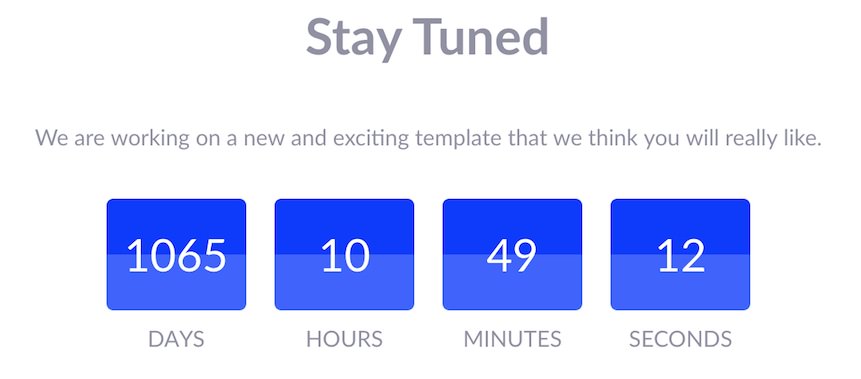 Stay Tuned
We are working on a new and exciting template that we think you will really like.
1065 10 49 12
DAYS HOURS MINUTES SECONDS